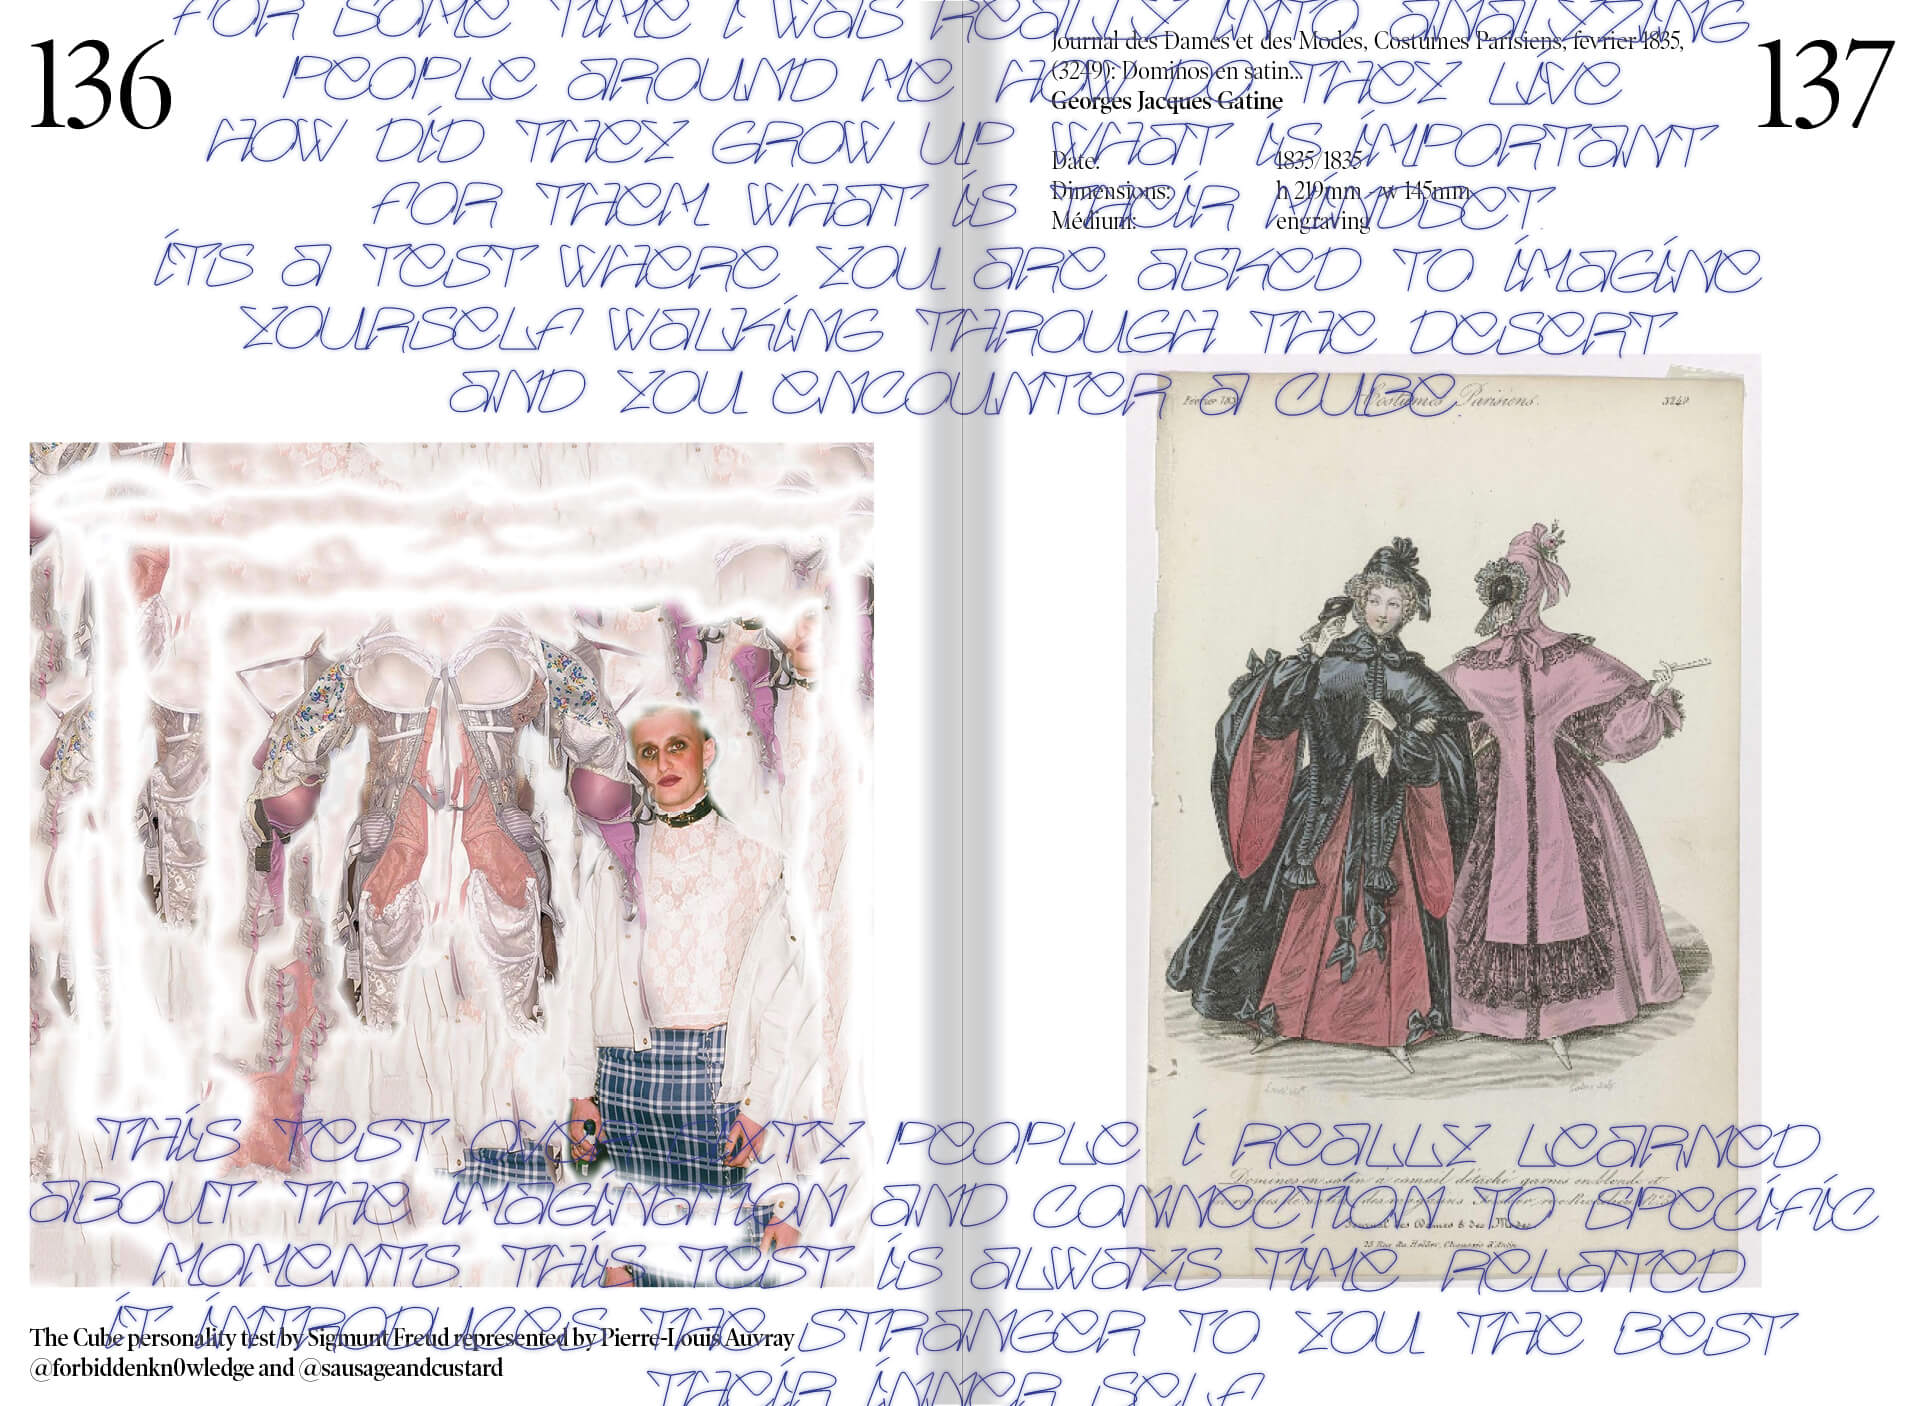 136
137
FOR SOME TIME I WAS REALLY INTO ANALYZING
PEOPLE AROUND ME HOW DO THEY LIVE
HOW DID THEY GROW UP WHAT IS IMPORTANT
FOR THEM WHAT IS THEIR MINDSET
ITS A TEST WHERE YOU ARE ASKED TO IMAGINE
YOURSELF WALKING THROUGH THE DESERT
AND YOU ENCOUNTER A CUBE
Journal des Dames et des Modes, Costumes Parisiens, février 1835,
(3249): Dominos en satin...
Georges Jacques Gatine
Date: 1835/1835
Dimensions: h 219mm - w 145mm
Médium: engraving
Costumes Parisiens.
3249
THIS TEST OVER SIXTY PEOPLE I REALLY LEARNED
ABOUT THE IMAGINATION AND CONNECTION TO SPECIFIC
MOMENTS THIS TEST IS ALWAYS TIME RELATED
IT INTRODUCES THE STRANGER TO YOU THE BEST
THEIR INNER SELF
Dominos en satin à camail détaché garnis en blonde et
Journal des Dames & des Modes
The Cube personality test by Sigmunt Freud represented by Pierre-Louis Auvray
@forbiddenkn0wledge and @sausageandcustard